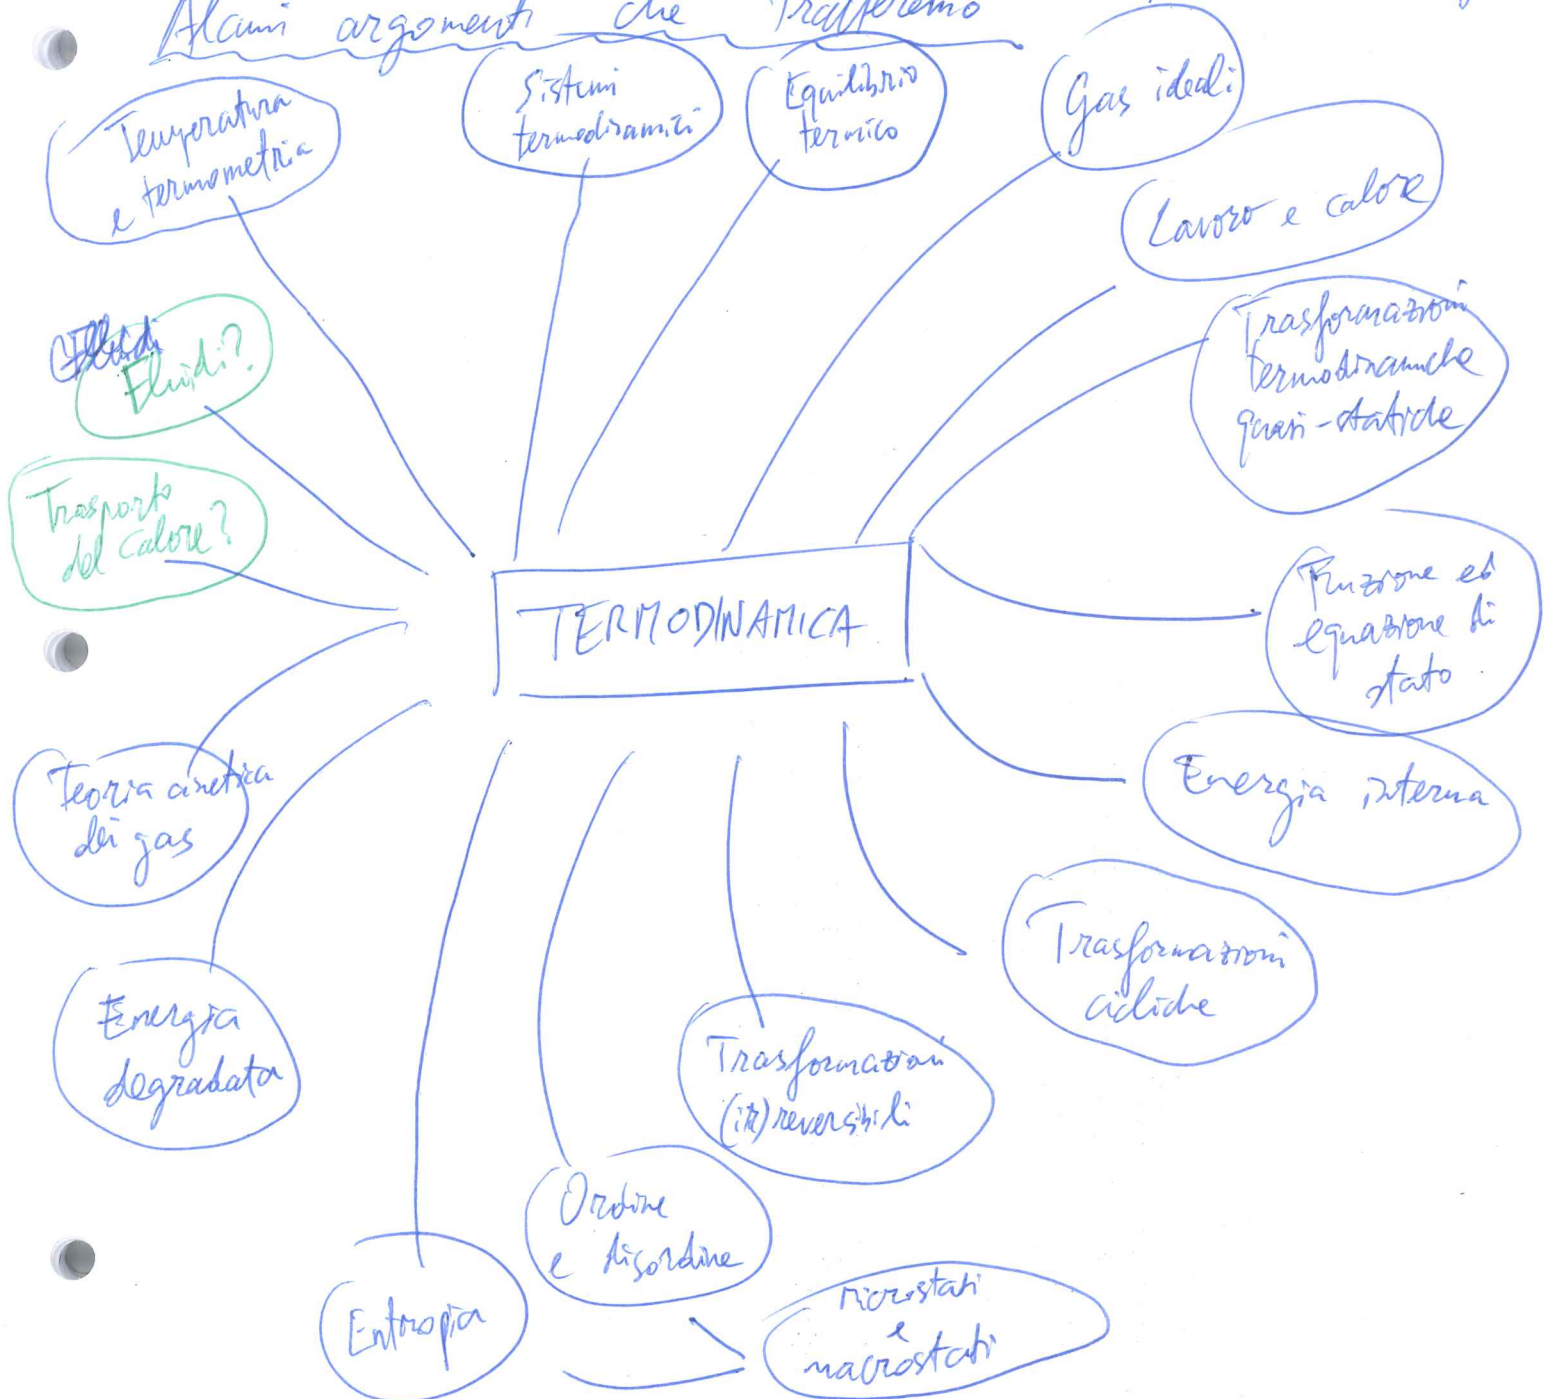 Alcuni argomenti che tratteremo
Temperatura
e termometria
Sistemi
termodinamici
Equilibrio
termico
Gas ideali
Lavoro e calore
Trasformazioni
termodinamiche
quasi-statiche
Fluidi
Fluidi?
Trasporto
del calore?
TERMODINAMICA
Funzione ed
equazione di
stato
Energia interna
Teoria cinetica
dei gas
Trasformazioni
cicliche
Energia
degradata
Trasformazioni
(ir)reversibili
Ordine
e disordine
Entropia
microstati
e
macrostati